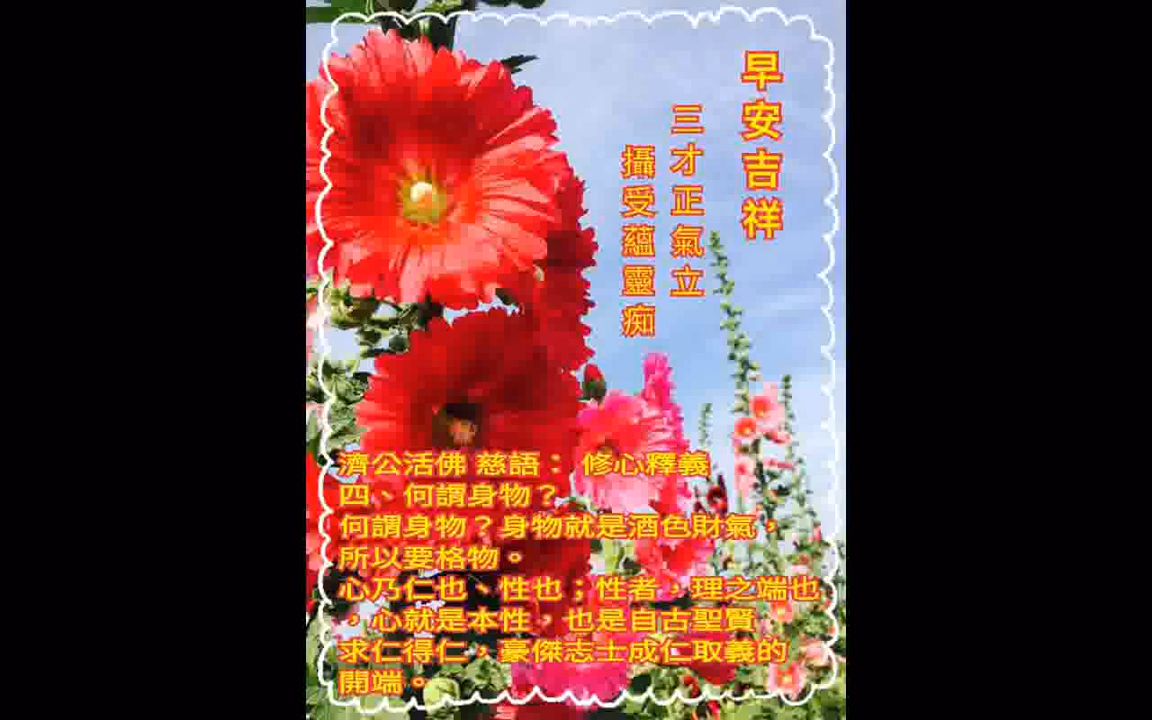 早安吉祥
三才正氣立
攝受蘊靈痴
濟公活佛 慈語： 修心釋義
四、何謂身物？
何謂身物？身物就是酒色財氣，
所以要格物。
心乃仁也、性也；性者，理之端也
，心就是本性，也是自古聖賢
求仁得仁，豪傑志士成仁取義的
開端。